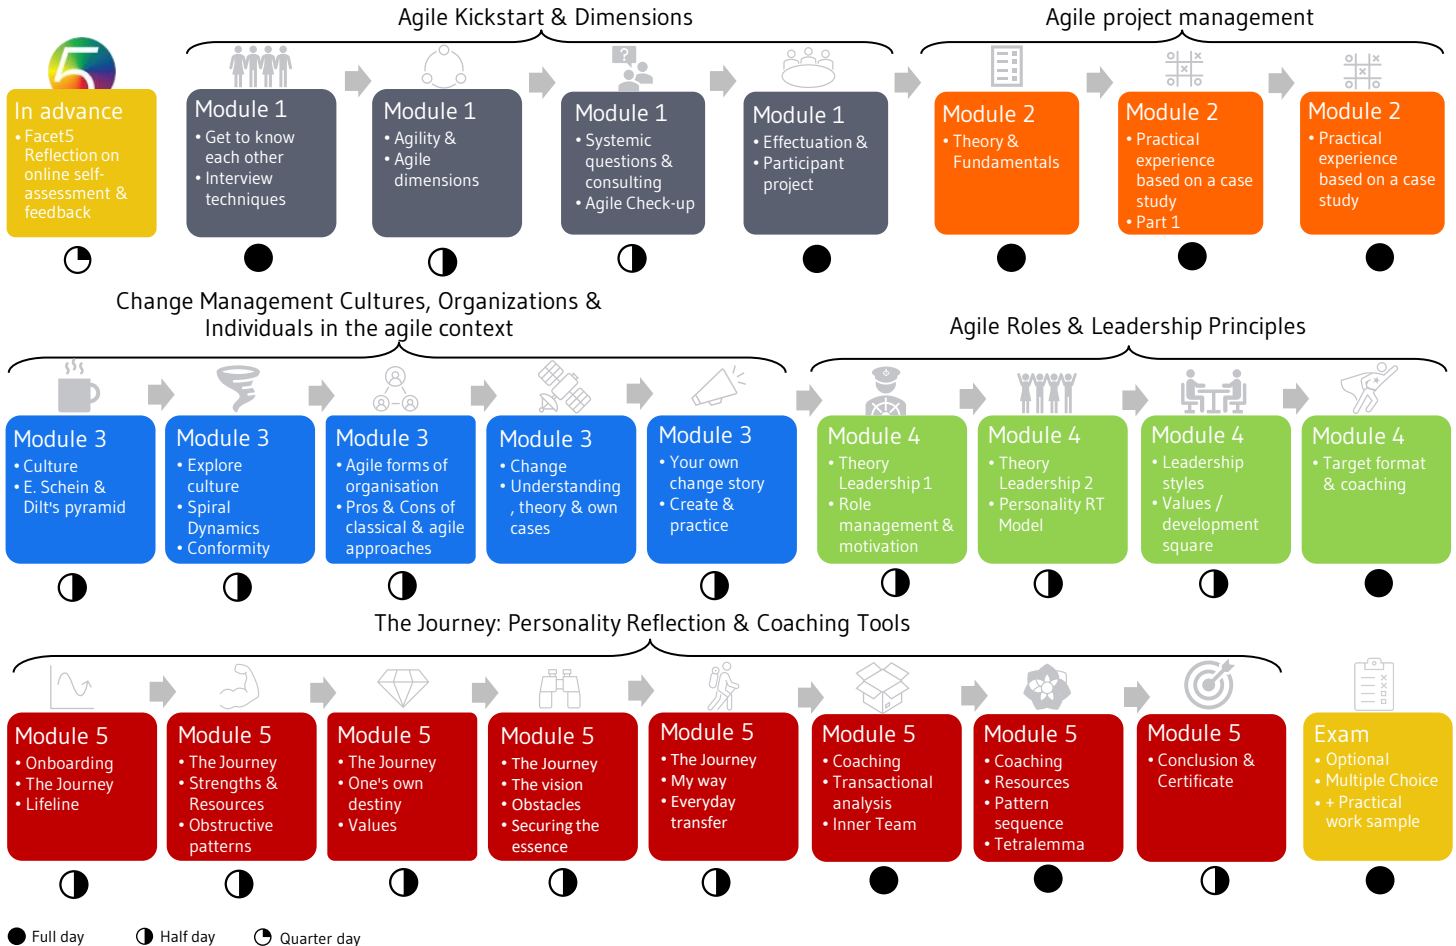 Agile Kickstart & Dimensions
Agile project management
5
In advance
• Facet5
Reflection on
online self-
assessment &
feedback
Module 1
• Get to know
each other
• Interview
techniques
Module 1
• Agility &
• Agile
dimensions
?
Module 1
• Systemic
questions &
consulting
• Agile Check-up
Module 1
• Effectuation &
• Participant
project
Module 2
• Theory &
Fundamentals
Module 2
• Practical
experience
based on a case
study
• Part 1
Module 2
• Practical
experience
based on a case
study
Change Management Cultures, Organizations &
Individuals in the agile context
Agile Roles & Leadership Principles
Module 3
• Culture
• E. Schein &
Dilt's pyramid
Module 3
• Explore
culture
• Spiral
Dynamics
• Conformity
Module 3
• Agile forms of
organisation
• Pros & Cons of
classical & agile
approaches
Module 3
• Change
• Understanding
, theory & own
cases
Module 3
• Your own
change story
• Create &
practice
Module 4
• Theory
Leadership 1
• Role
management &
motivation
Module 4
• Theory
Leadership 2
• Personality RT
Model
Module 4
• Leadership
styles
• Values /
development
square
Module 4
• Target format
& coaching
The Journey: Personality Reflection & Coaching Tools
Module 5
• Onboarding
• The Journey
• Lifeline
Module 5
• The Journey
• Strengths &
Resources
• Obstructive
patterns
Module 5
• The Journey
• One's own
destiny
• Values
Module 5
• The Journey
• The vision
• Obstacles
• Securing the
essence
Module 5
• The Journey
• My way
• Everyday
transfer
Module 5
• Coaching
• Transactional
analysis
• Inner Team
Module 5
• Coaching
• Resources
• Pattern
sequence
• Tetralemma
Module 5
• Conclusion &
Certificate
Exam
• Optional
• Multiple Choice
• + Practical
work sample
Full day
Half day
Quarter day